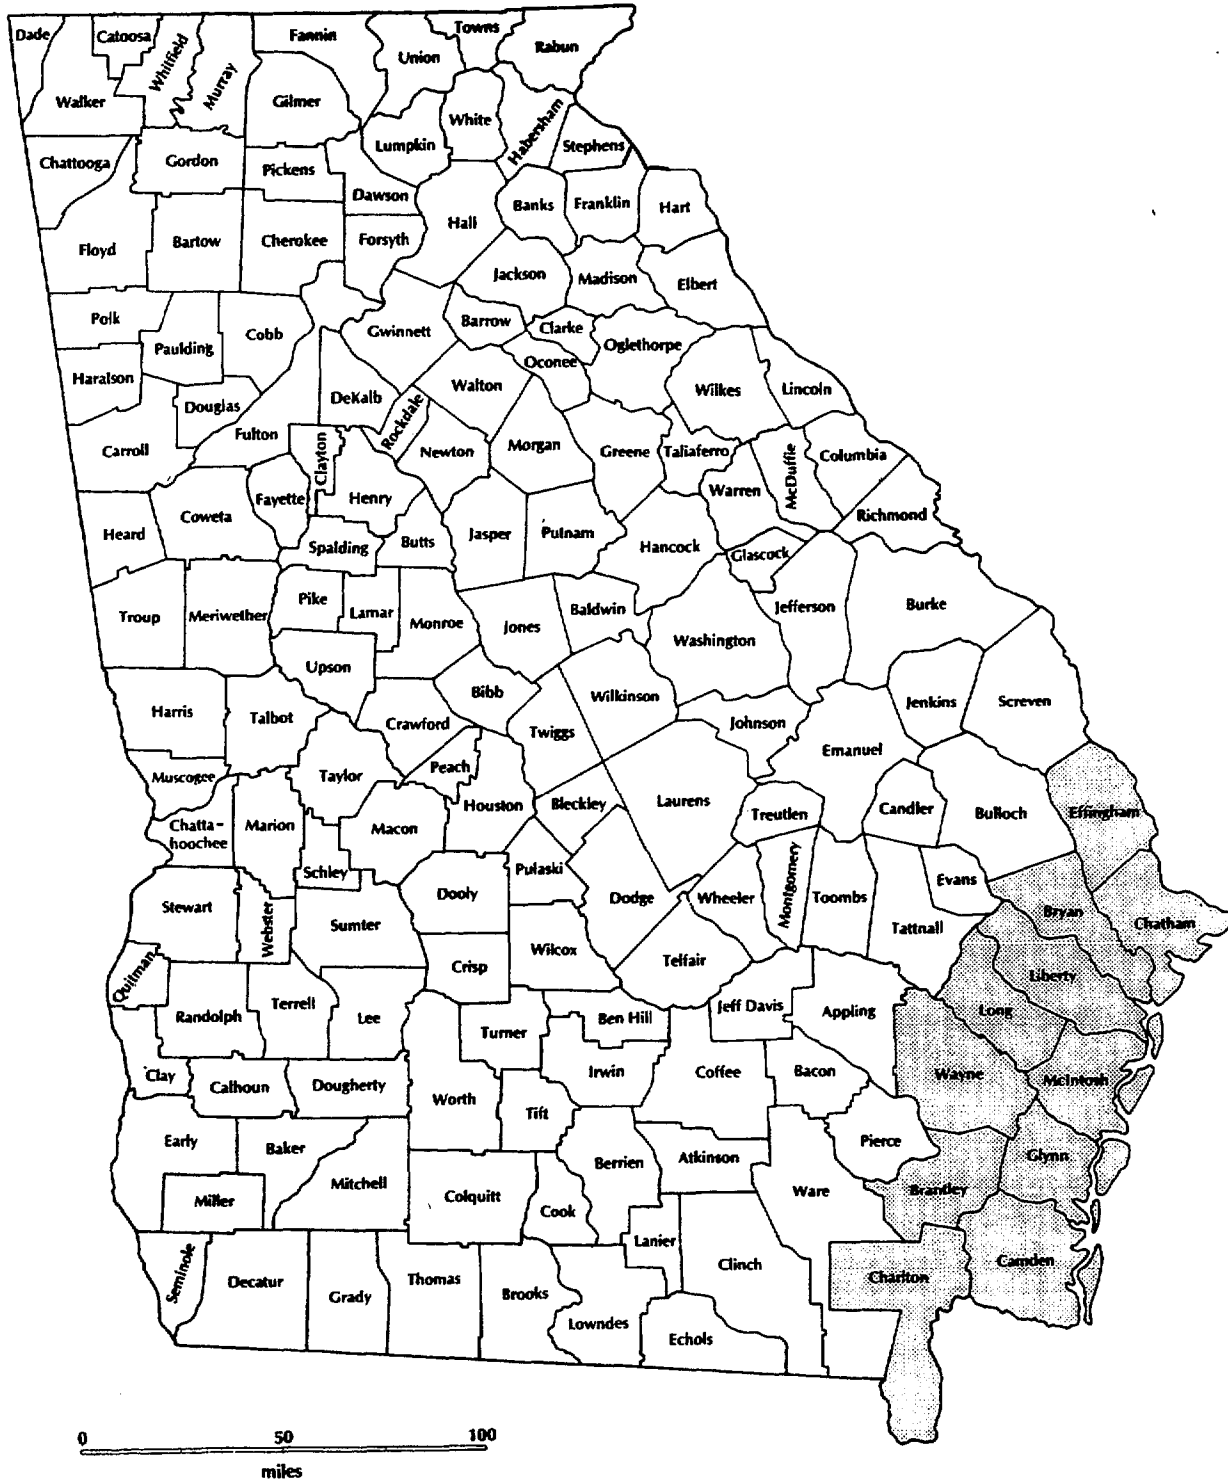 Dade
Catoosa
Whitfield
Murray
Fannin
Union
Towns
Rabun
Walker
Gilmer
White
Habersham
Lumpkin
Stephens
Chattooga
Gordon
Pickens
Dawson
Banks
Franklin
Hart
Hall
Floyd
Bartow
Cherokee
Forsyth
Jackson
Madison
Elbert
Polk
Paulding
Cobb
Gwinnett
Barrow
Clarke
Oglethorpe
Oconee
Haralson
Douglas
DeKalb
Rockdale
Walton
Wilkes
Lincoln
Carroll
Fulton
Clayton
Newton
Morgan
Greene
Taliaferro
McDuffie
Columbia
Fayette
Henry
Warren
Richmond
Heard
Coweta
Spalding
Butts
Jasper
Putnam
Hancock
Glascock
Troup
Meriwether
Pike
Lamar
Monroe
Jones
Baldwin
Washington
Jefferson
Burke
Upson
Bibb
Wilkinson
Jenkins
Screven
Harris
Talbot
Crawford
Twiggs
Johnson
Emanuel
Muscogee
Taylor
Peach
Houston
Bleckley
Laurens
Treutlen
Candler
Bulloch
Effingham
Chatta-
hoochee
Marion
Macon
Schley
Pulaski
Montgomery
Evans
Stewart
Webster
Sumter
Dooly
Dodge
Wheeler
Toombs
Tattnall
Bryan
Chatham
Quitman
Crisp
Wilcox
Telfair
Liberty
Randolph
Terrell
Lee
Turner
Ben Hill
Jeff Davis
Appling
Long
Clay
Calhoun
Dougherty
Worth
Tift
Irwin
Coffee
Bacon
Wayne
McIntosh
Early
Baker
Mitchell
Colquitt
Cook
Berrien
Atkinson
Pierce
Ware
Brantley
Glynn
Miller
Seminole
Decatur
Grady
Thomas
Brooks
Lanier
Lowndes
Clinch
Echols
Charlton
Camden
0 50 100
miles